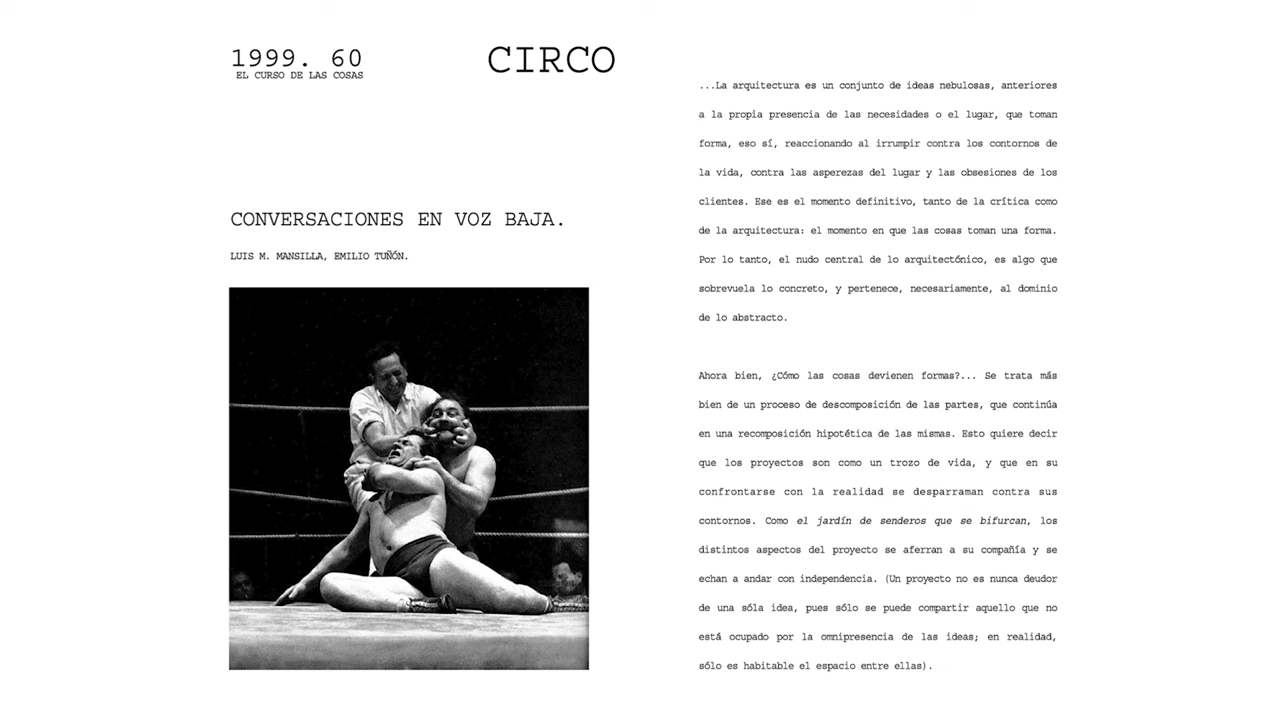 1999. 60
EL CURSO DE LAS COSAS
CIRCO
CONVERSACIONES EN VOZ BAJA.
LUIS M. MANSILLA, EMILIO TUÑÓN.
...La arquitectura es un conjunto de ideas nebulosas, anteriores
a la propia presencia de las necesidades o el lugar, que toman
forma, eso sí, reaccionando al irrumpir contra los contornos de
la vida, contra las asperezas del lugar y las obsesiones de los
clientes. Ese es el momento definitivo, tanto de la crítica como
de la arquitectura: el momento en que las cosas toman una forma.
Por lo tanto, el nudo central de lo arquitectónico, es algo que
sobrevuela lo concreto, y pertenece, necesariamente, al dominio
de lo abstracto.
Ahora bien, ¿Cómo las cosas devienen formas?... Se trata más
bien de un proceso de descomposición de las partes, que continúa
en una recomposición hipotética de las mismas. Esto quiere decir
que los proyectos son como un trozo de vida, y que en su
confrontarse con la realidad se desparraman contra sus
contornos. Como el jardín de senderos que se bifurcan, los
distintos aspectos del proyecto se aferran a su compañía y se
echan a andar con independencia. (Un proyecto no es nunca deudor
de una sóla idea, pues sólo se puede compartir aquello que no
está ocupado por la omnipresencia de las ideas; en realidad,
sólo es habitable el espacio entre ellas).